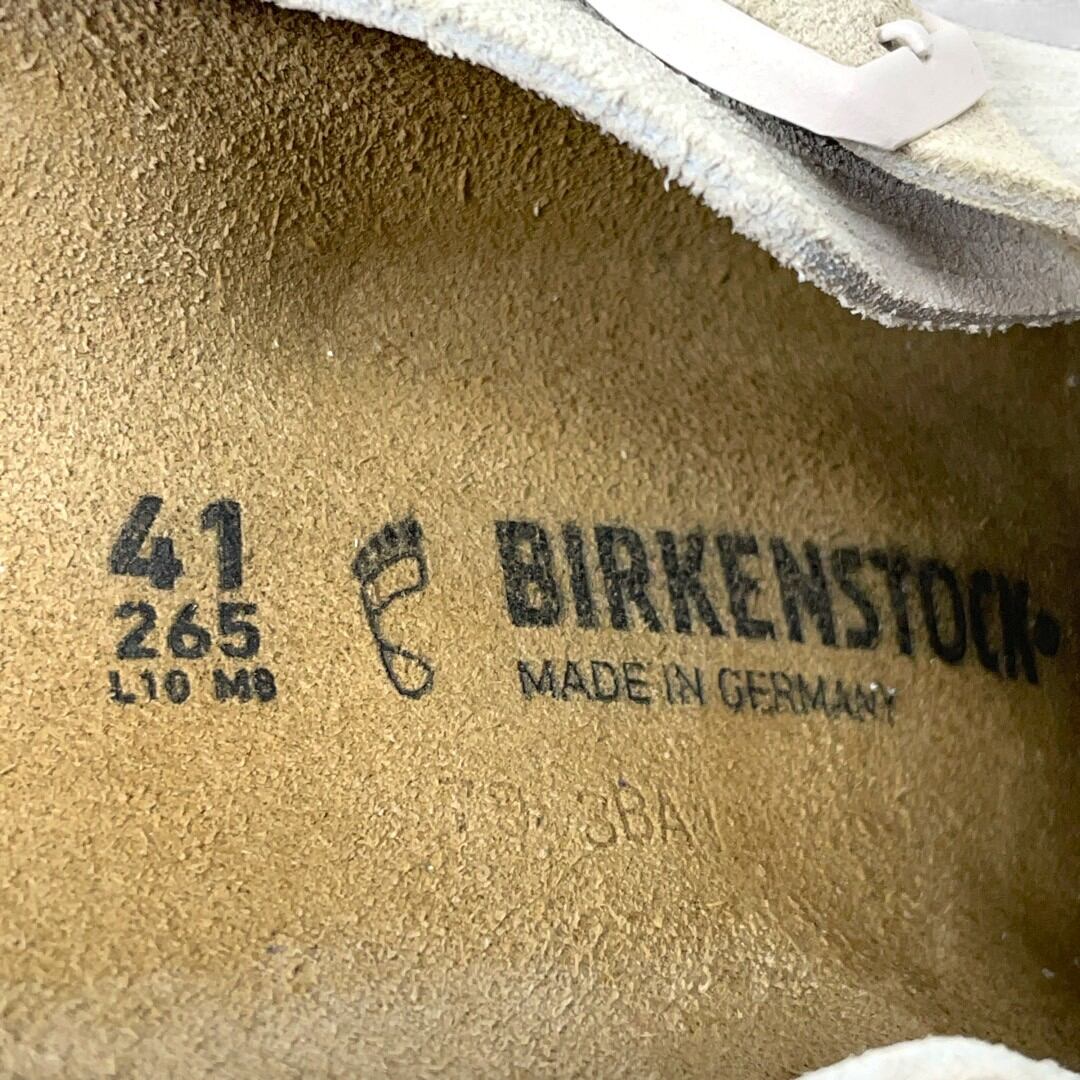 41
265
L10 M8
BIRKENSTOCK
MADE IN GERMANY